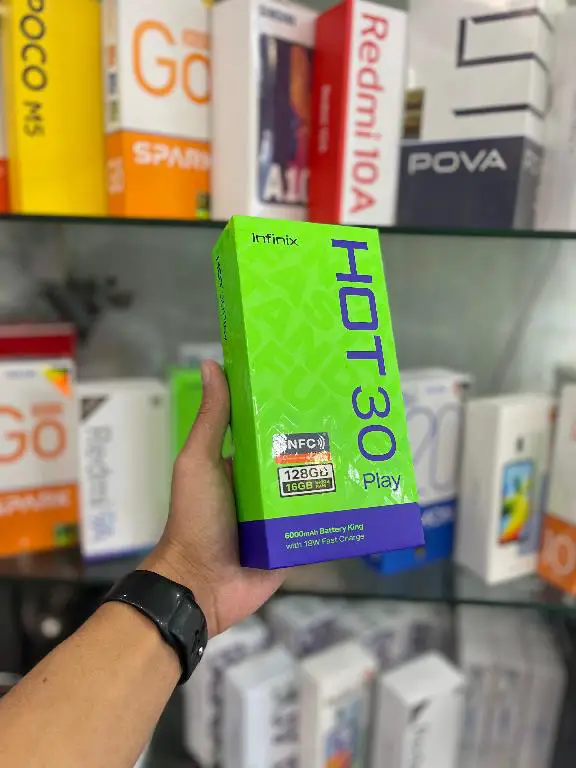 POCO M5
GO
SPARK
SAMSUNG
A10
Redmi 10A
POVA
infinix
HOT 30
Play
NFC
128GB
16GB
6000mAh Battery King
with 18W Fast Charge
GO
SPARK
Redmi
20